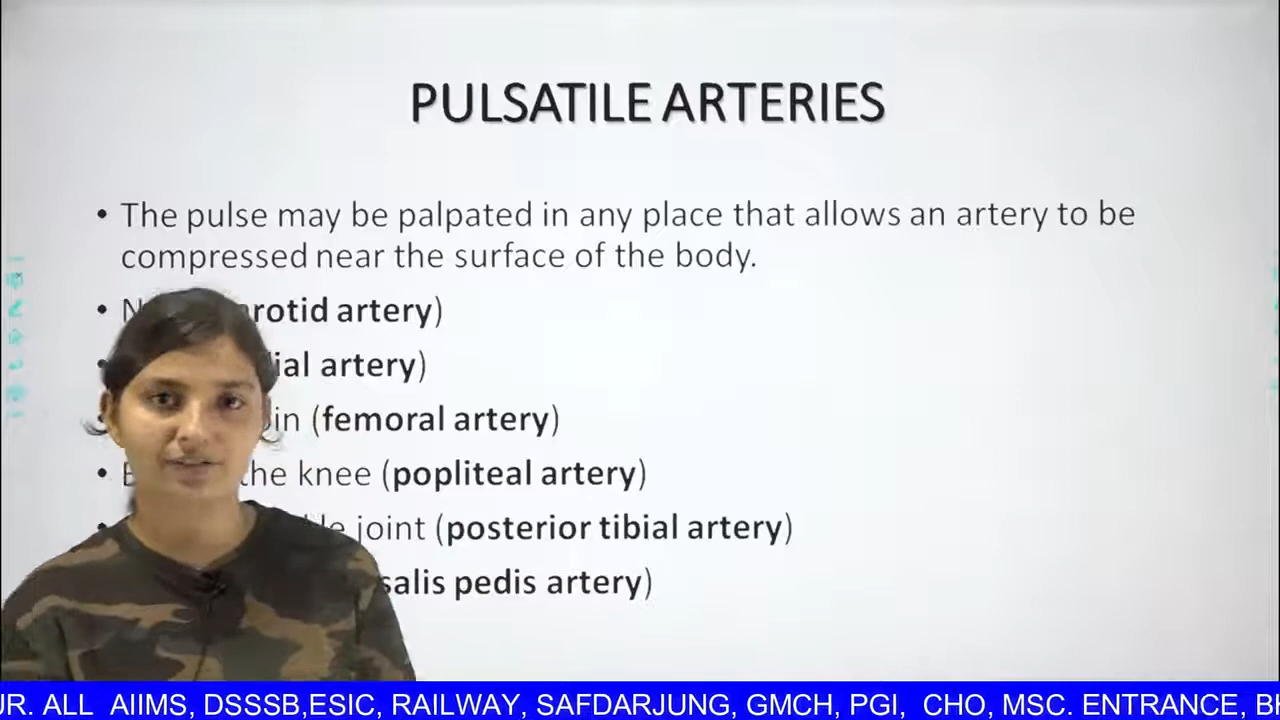 PULSATILE ARTERIES
• The pulse may be palpated in any place that allows an artery to be
compressed near the surface of the body.
• rotid artery)
ial artery)
in (femoral artery)
• the knee (popliteal artery)
joint (posterior tibial artery)
salis pedis artery)
UR. ALL AIIMS, DSSSB,ESIC, RAILWAY, SAFDARJUNG, GMCH, PGI, CHO, MSC. ENTRANCE,